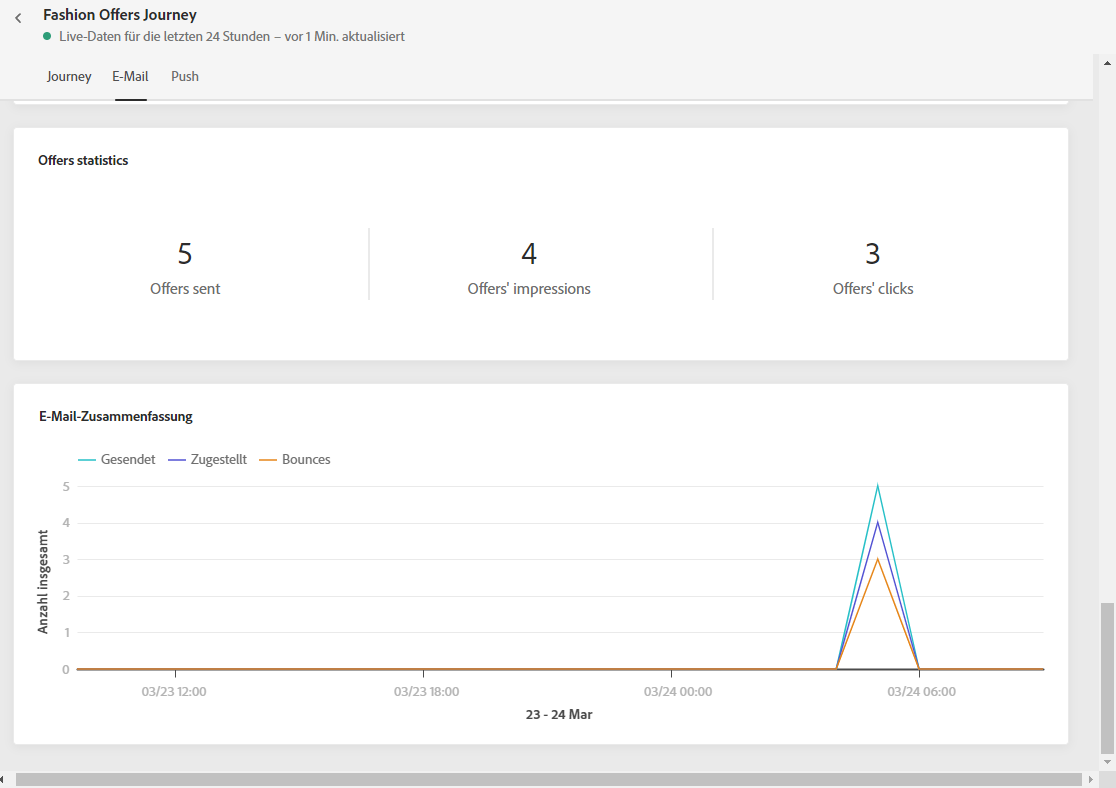 Fashion Offers Journey
Live-Daten für die letzten 24 Stunden – vor 1 Min. aktualisiert
Journey E-Mail Push
Offers statistics
5 4 3
Offers sent Offers' impressions Offers' clicks
E-Mail-Zusammenfassung
Gesendet Zugestellt Bounces
Anzahl insgesamt
5
4
3
2
1
0
03/23 12:00 03/23 18:00 03/24 00:00 03/24 06:00
23 - 24 Mar